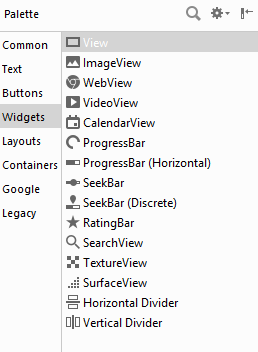 Palette
Common
Text
Buttons
Widgets
Layouts
Containers
Google
Legacy
View
ImageView
WebView
VideoView
CalendarView
ProgressBar
ProgressBar (Horizontal)
SeekBar
SeekBar (Discrete)
RatingBar
SearchView
TextureView
SurfaceView
Horizontal Divider
Vertical Divider